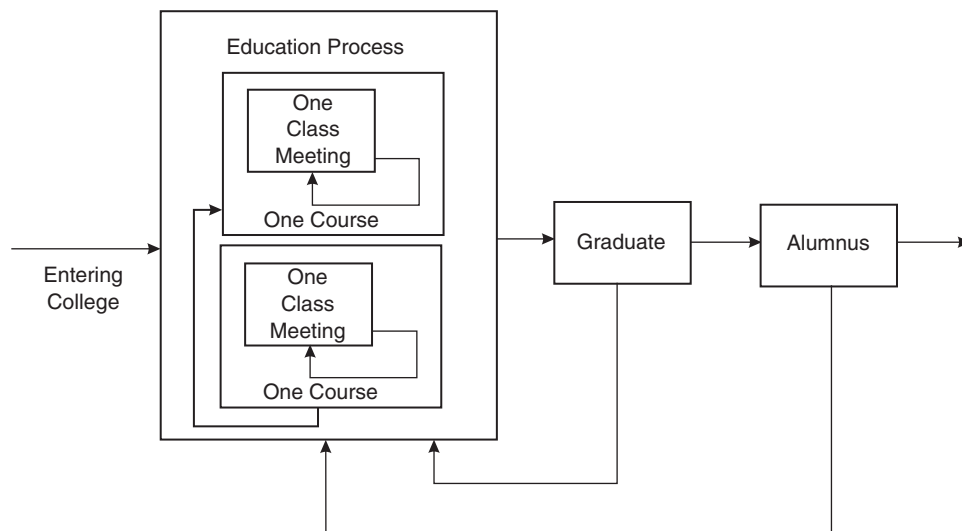 Education Process
One
Class
Meeting
One Course
Entering
College
One
Class
Meeting
One Course
Graduate
Alumnus